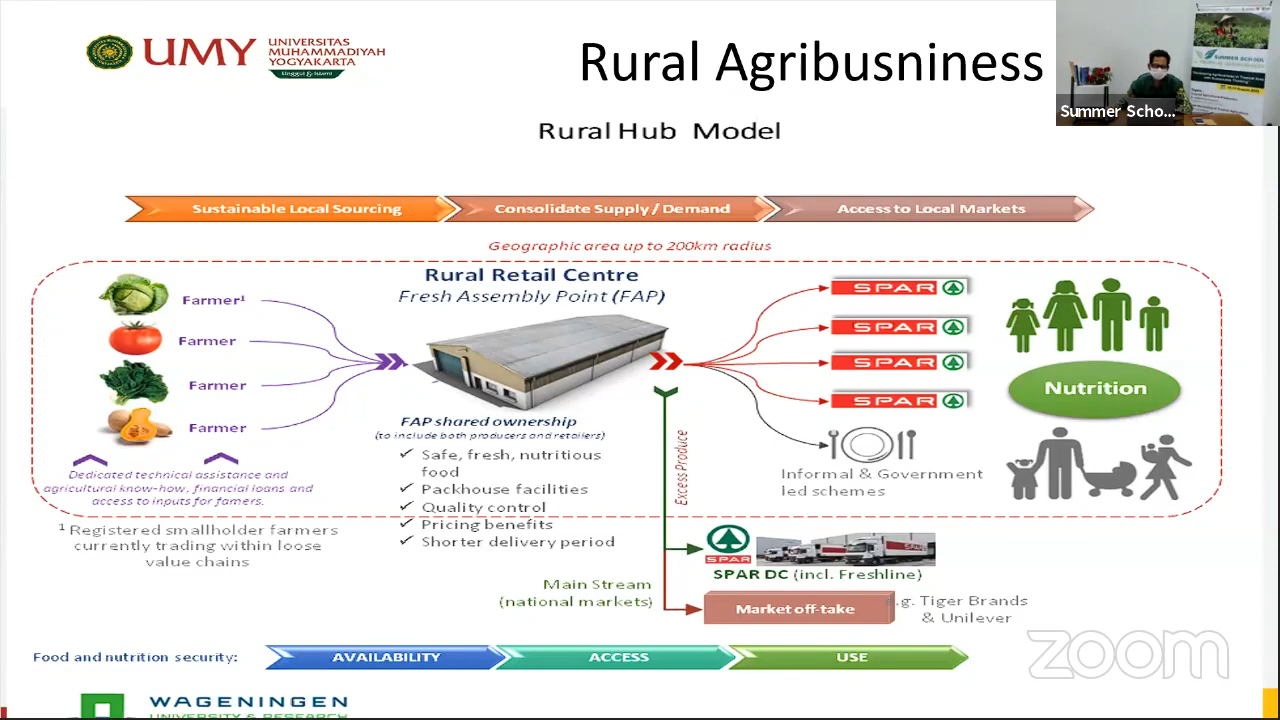 UMY
UNIVERSITAS
MUHAMMADIYAH
YOGYAKARTA
Unggul & Islami
Rural Agribusniness
Summer Scho...
Rural Hub Model
Sustainable Local Sourcing
Consolidate Supply / Demand
Access to Local Markets
Geographic area up to 200km radius
Rural Retail Centre
Fresh Assembly Point (FAP)
Farmer¹
Farmer
Farmer
Farmer
SPAR
SPAR
SPAR
SPAR
Nutrition
FAP shared ownership
(to include both producers and retailers)
✓ Safe, fresh, nutritious
food
✓ Packhouse facilities
✓ Quality control
✓ Pricing benefits
✓ Shorter delivery period
Dedicated technical assistance and
agricultural know-how, financial loans and
access to inputs for famers.
¹ Registered smallholder farmers
currently trading within loose
value chains
Excess Produce
Informal & Government
led schemes
SPAR
SPAR DC (incl. Freshline)
Main Stream
(national markets)
Market off-take
e.g. Tiger Brands
& Unilever
zoom
Food and nutrition security:
AVAILABILITY
ACCESS
USE
WAGENINGEN
UNIVERSITY & RESEARCH